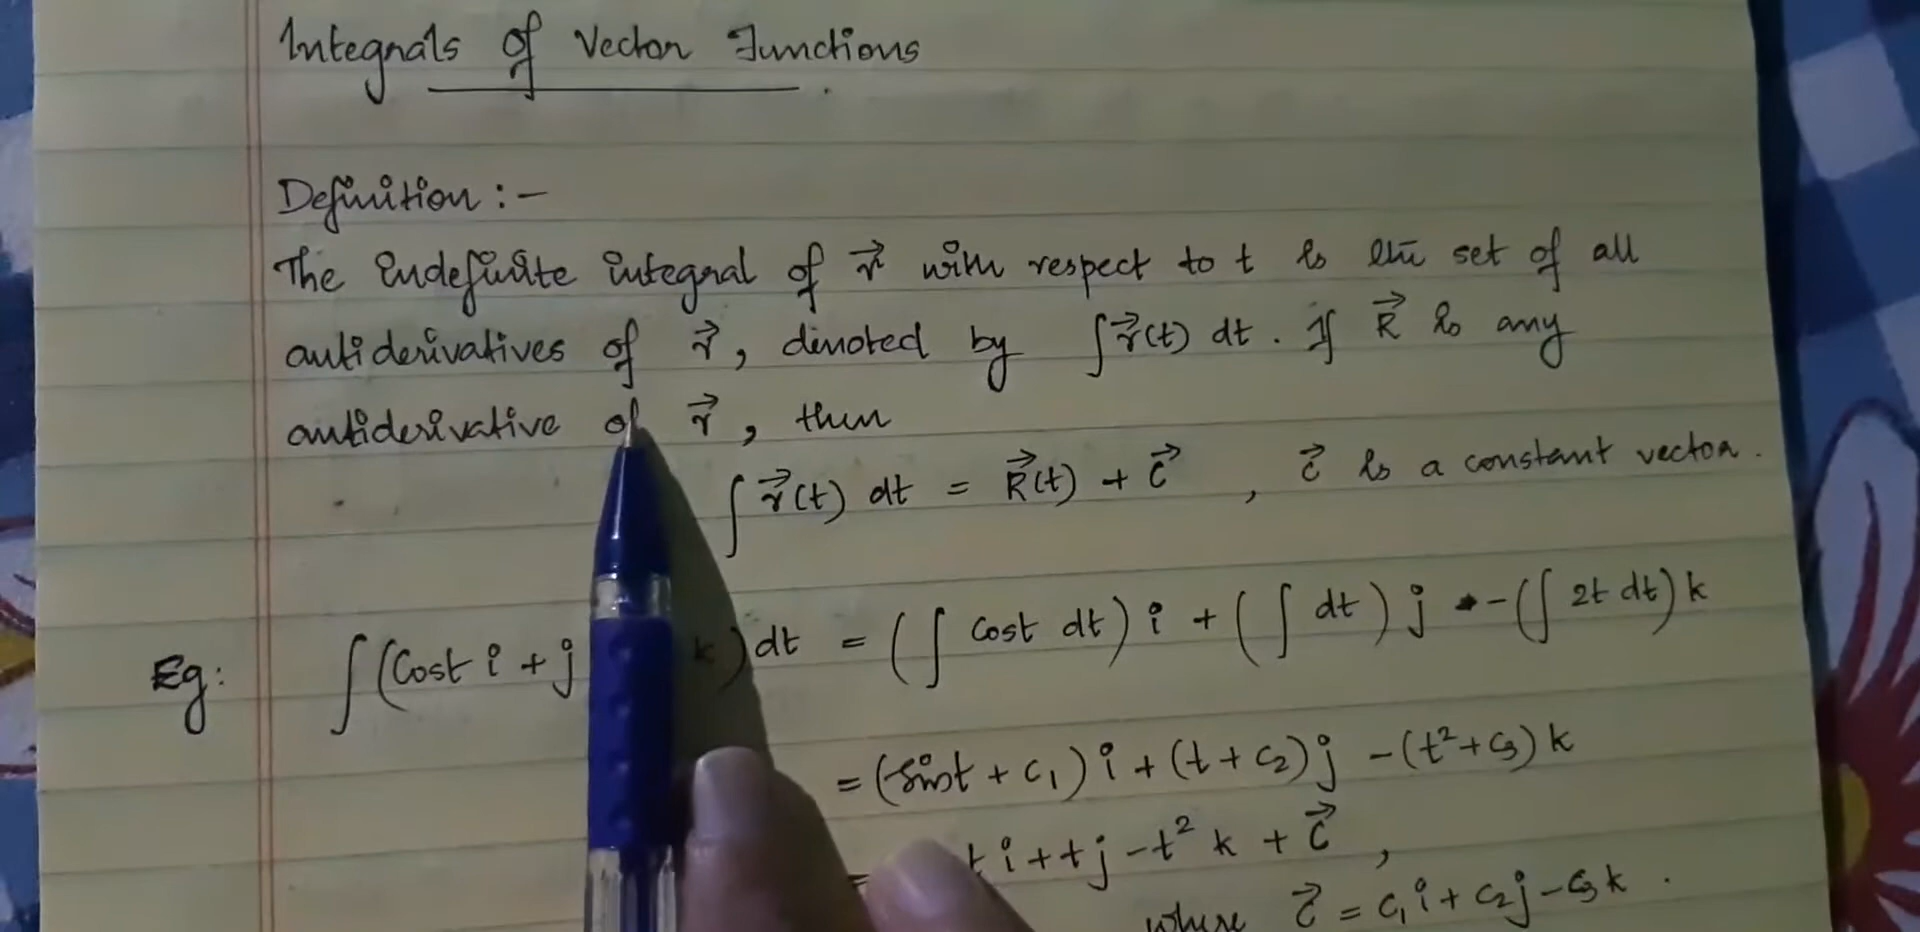 Integrals of Vector Functions
Definition :-
The indefinite integral of r⃗ with respect to t is the set of all
antiderivatives of r⃗, denoted by ∫r⃗(t) dt. If R⃗ is any
antiderivative of r⃗, then
∫ r⃗(t) dt = R⃗(t) + C⃗ , C⃗ is a constant vector.
Eg: ∫(Cost i + j k)dt = (∫ Cost dt) i + (∫ dt) j - (∫ 2t dt) k
= (Sint + C₁) i + (t + C₂) j - (t² + C₃) k
= t i + t j - t² k + C⃗ ,
where C⃗ = C₁ i + C₂ j - C₃ k .